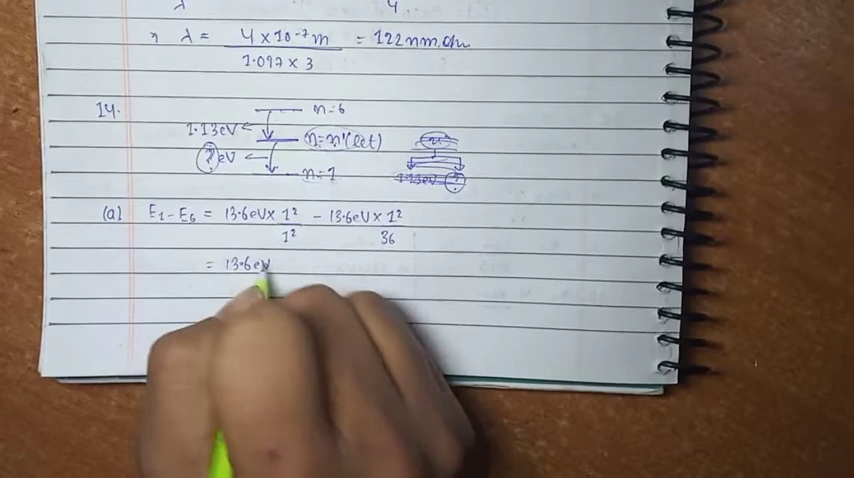 λ 4
n λ = 4 × 10⁻⁷ m = 122 nm. Ans
1.097 × 3
14. n=6
1.13eV ← n=n'(let)
? eV ← n=1
(a) E₁ - E₆ = 13.6eV × 1² - 13.6eV × 1²
1² 36
= 13.6eV